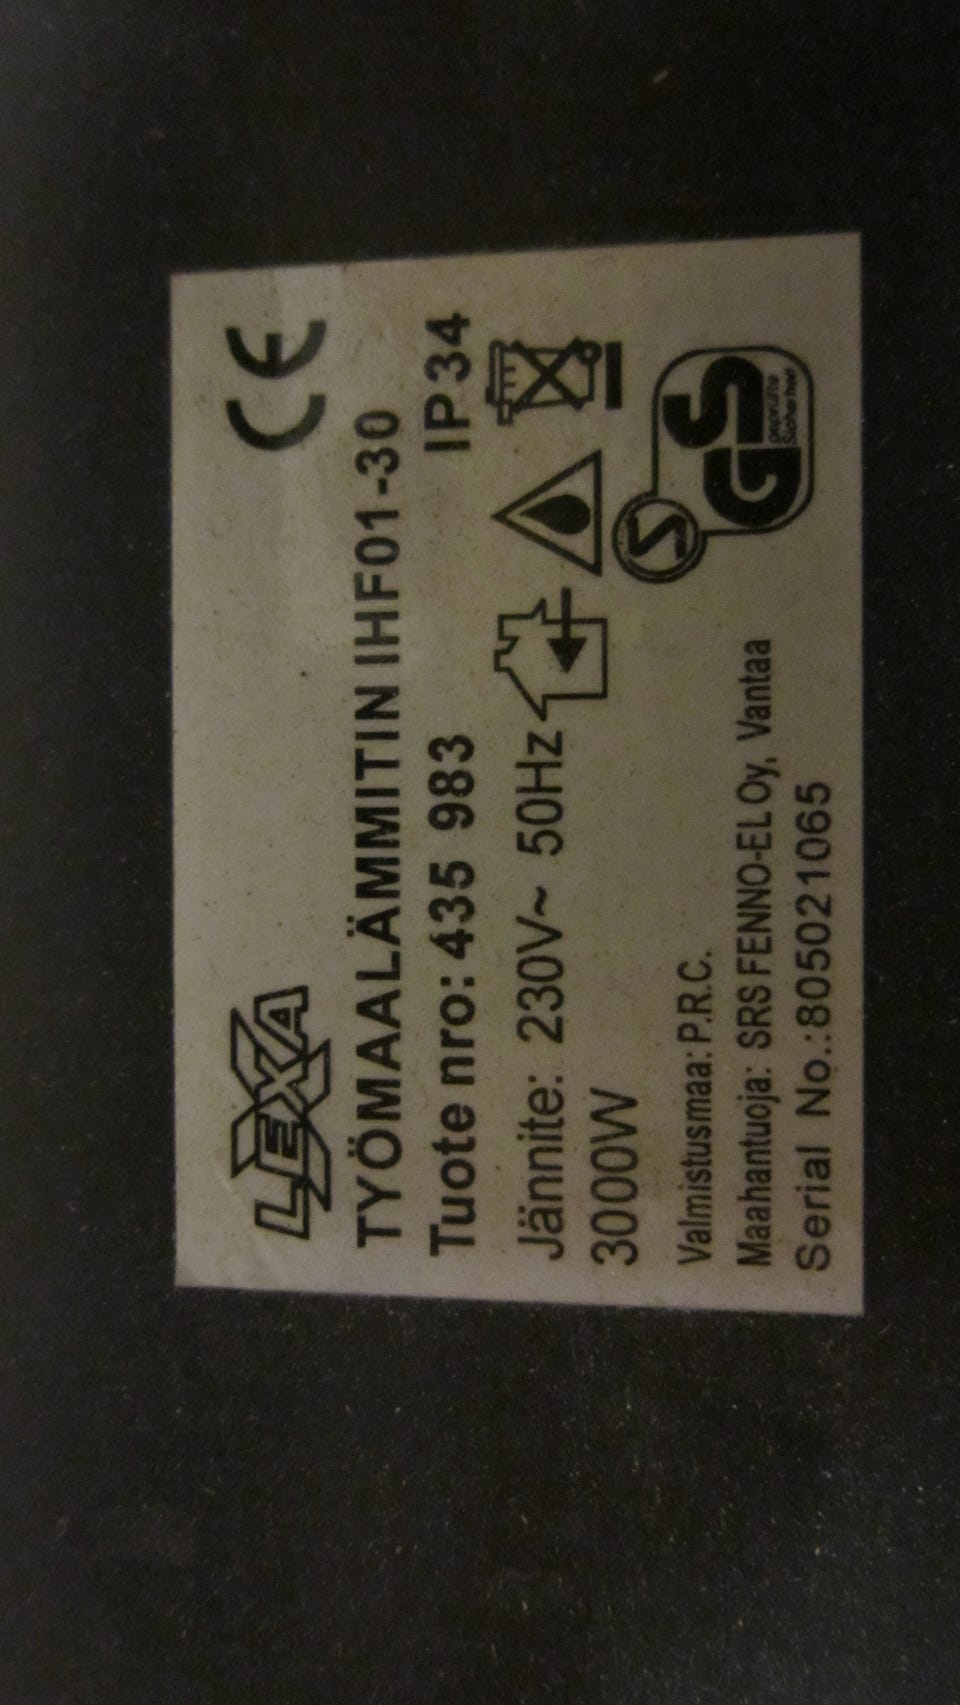 LEXA CE
TYÖMAALÄMMITIN IHF01-30
Tuote nro: 435 983 IP34
Jännite: 230V~ 50Hz
3000W
Valmistusmaa: P.R.C.
Maahantuoja: SRS FENNO-EL Oy, Vantaa
Serial No.:805021065
S
GS
geprüfte
Sicherheit